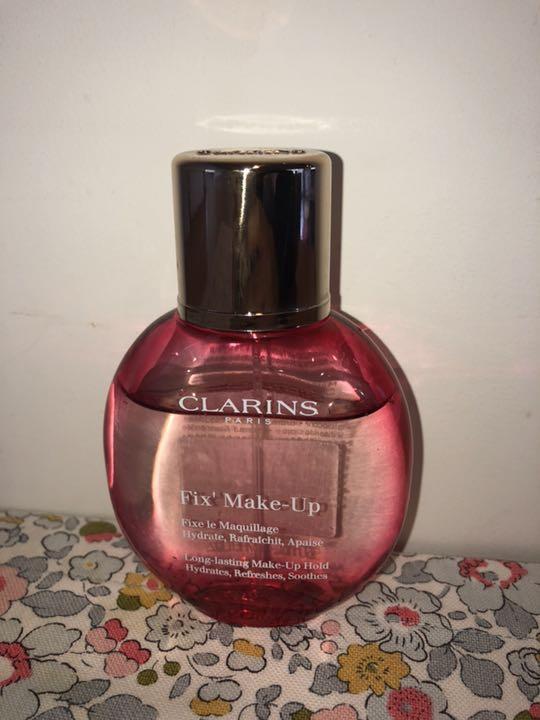 CLARINS
PARIS
Fix' Make-Up
Fixe le Maquillage
Hydrate, Rafraîchit, Apaise
Long-lasting Make-Up Hold
Hydrates, Refreshes, Soothes